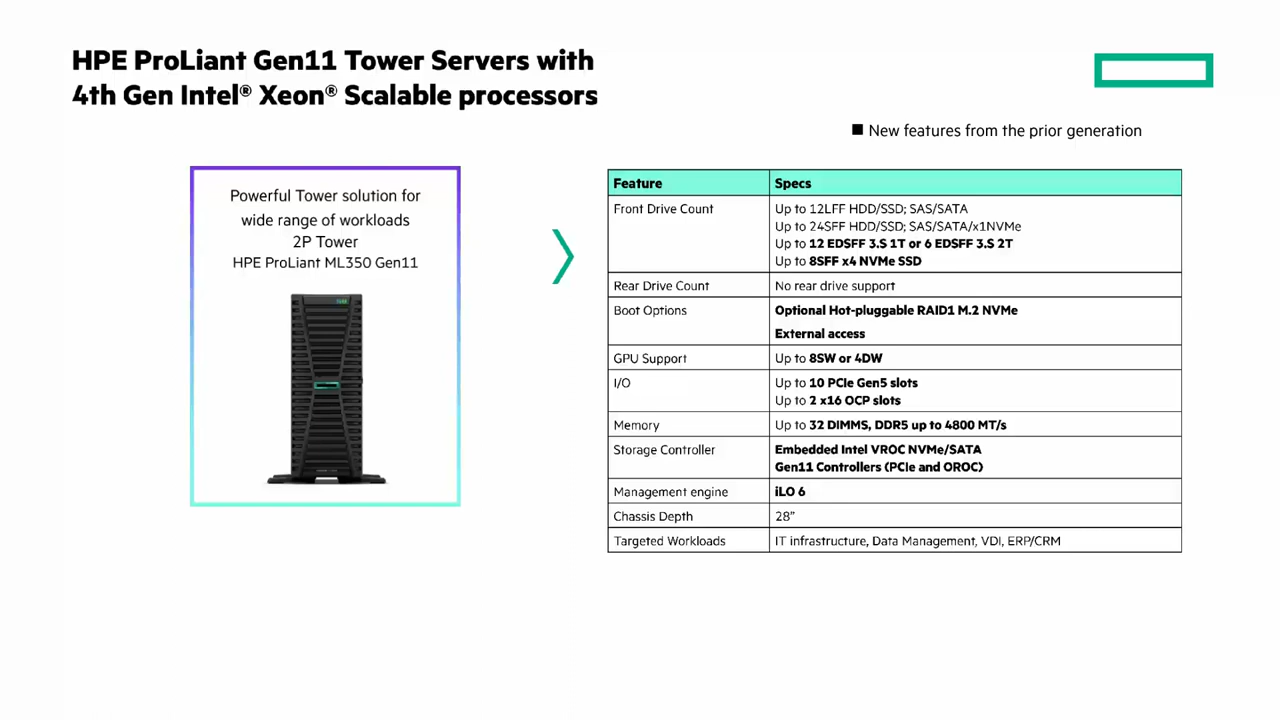 HPE ProLiant Gen11 Tower Servers with
4th Gen Intel® Xeon® Scalable processors
■ New features from the prior generation
Powerful Tower solution for
wide range of workloads
2P Tower
HPE ProLiant ML350 Gen11
Feature Specs
Front Drive Count Up to 12LFF HDD/SSD; SAS/SATA
Up to 24SFF HDD/SSD; SAS/SATA/x1NVMe
Up to 12 EDSFF 3.S 1T or 6 EDSFF 3.S 2T
Up to 8SFF x4 NVMe SSD
Rear Drive Count No rear drive support
Boot Options Optional Hot-pluggable RAID1 M.2 NVMe
External access
GPU Support Up to 8SW or 4DW
I/O Up to 10 PCIe Gen5 slots
Up to 2 x16 OCP slots
Memory Up to 32 DIMMS, DDR5 up to 4800 MT/s
Storage Controller Embedded Intel VROC NVMe/SATA
Gen11 Controllers (PCIe and OROC)
Management engine iLO 6
Chassis Depth 28”
Targeted Workloads IT infrastructure, Data Management, VDI, ERP/CRM